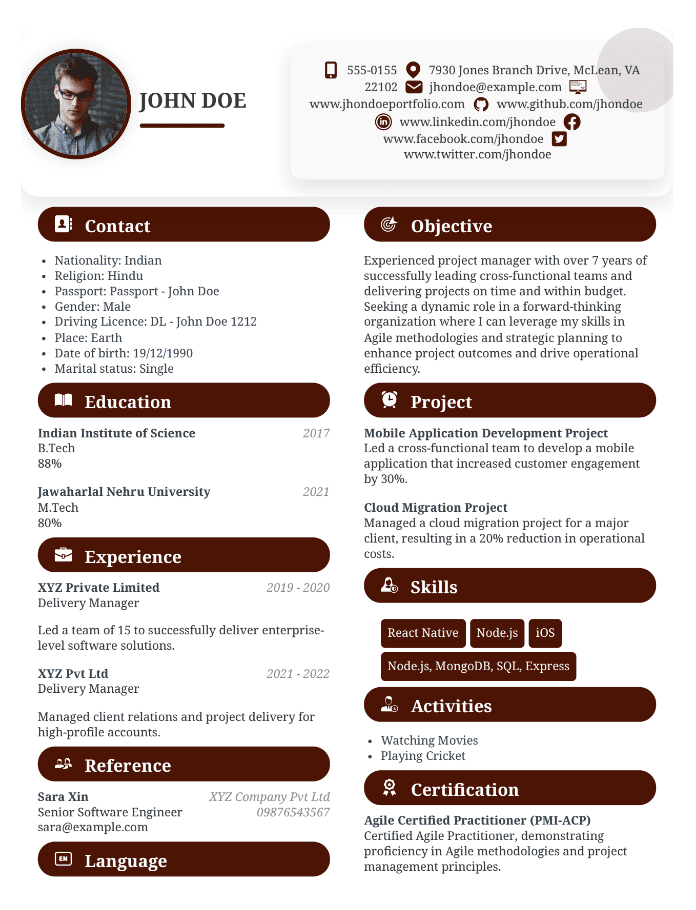 JOHN DOE
555-0155 7930 Jones Branch Drive, McLean, VA
22102 jhondoe@example.com
www.jhondoeportfolio.com www.github.com/jhondoe
www.linkedin.com/jhondoe
www.facebook.com/jhondoe
www.twitter.com/jhondoe
Contact
• Nationality: Indian
• Religion: Hindu
• Passport: Passport - John Doe
• Gender: Male
• Driving Licence: DL - John Doe 1212
• Place: Earth
• Date of birth: 19/12/1990
• Marital status: Single
Education
Indian Institute of Science 2017
B.Tech
88%
Jawaharlal Nehru University 2021
M.Tech
80%
Experience
XYZ Private Limited 2019 - 2020
Delivery Manager
Led a team of 15 to successfully deliver enterprise-
level software solutions.
XYZ Pvt Ltd 2021 - 2022
Delivery Manager
Managed client relations and project delivery for
high-profile accounts.
Reference
Sara Xin XYZ Company Pvt Ltd
Senior Software Engineer 09876543567
sara@example.com
EN Language
Objective
Experienced project manager with over 7 years of
successfully leading cross-functional teams and
delivering projects on time and within budget.
Seeking a dynamic role in a forward-thinking
organization where I can leverage my skills in
Agile methodologies and strategic planning to
enhance project outcomes and drive operational
efficiency.
Project
Mobile Application Development Project
Led a cross-functional team to develop a mobile
application that increased customer engagement
by 30%.
Cloud Migration Project
Managed a cloud migration project for a major
client, resulting in a 20% reduction in operational
costs.
Skills
React Native Node.js iOS
Node.js, MongoDB, SQL, Express
Activities
• Watching Movies
• Playing Cricket
Certification
Agile Certified Practitioner (PMI-ACP)
Certified Agile Practitioner, demonstrating
proficiency in Agile methodologies and project
management principles.